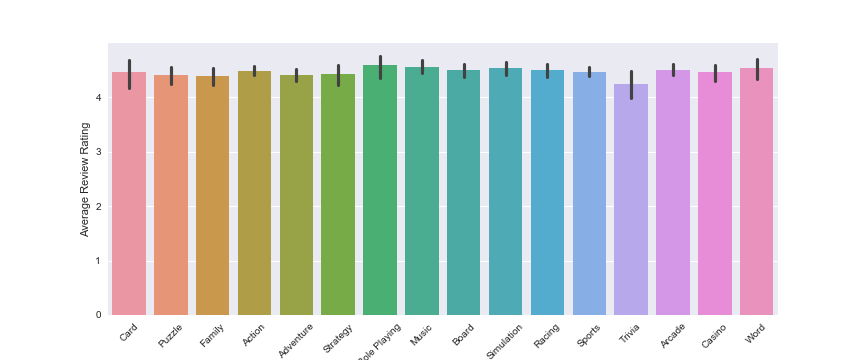 Average Review Rating
4
3
2
1
0
Card
Puzzle
Family
Action
Adventure
Strategy
Role Playing
Music
Board
Simulation
Racing
Sports
Trivia
Arcade
Casino
Word